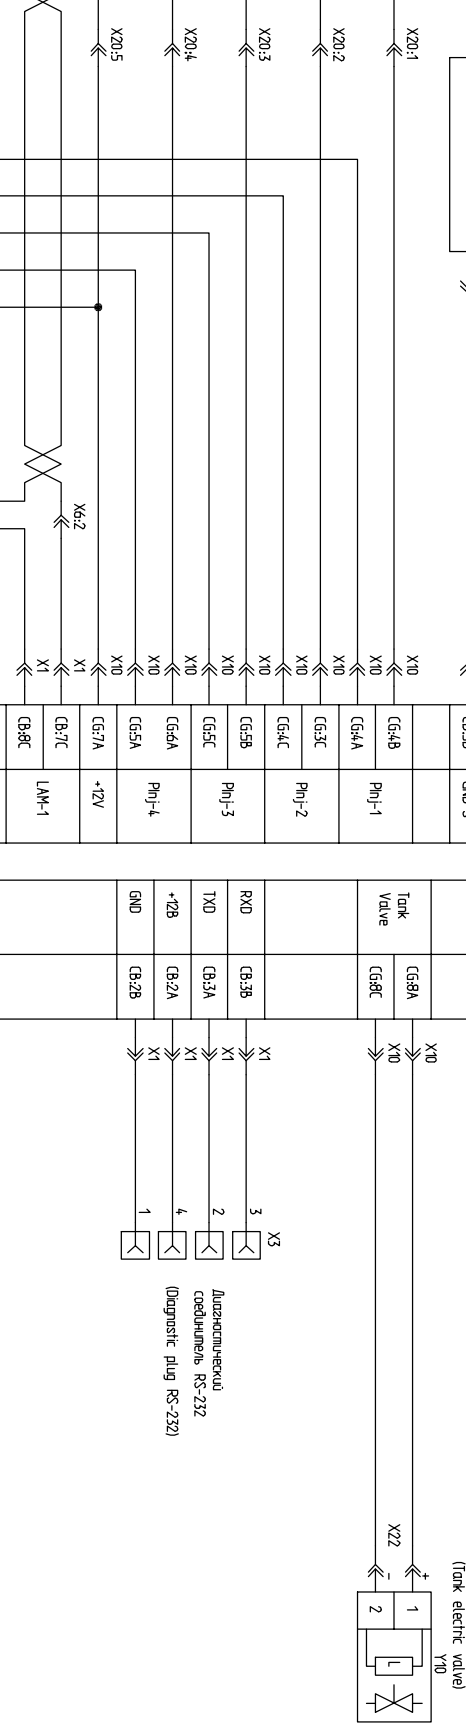 X20:1
X20:2
X20:3
X20:4
X20:5
X6:2
X10
X10
X10
X10
X10
X10
X10
X10
X10
X1
X1
CG:4B
CG:4A
CG:3C
CG:4C
CG:5B
CG:5C
CG:6A
CG:5A
CG:7A
CB:7C
CB:8C
PInj-1
PInj-2
PInj-3
PInj-4
+12V
LAM-1
Tank
Valve
RXD
TXD
+12B
GND
CG:8A
CG:8C
CB:3B
CB:3A
CB:2A
CB:2B
X10
X10
X1
X1
X1
X1
X3
3
2
4
1
Диагностический
соединитель RS-232
(Diagnostic plug RS-232)
X22
(Tank electric valve)
Y10
+
-
1
2
L